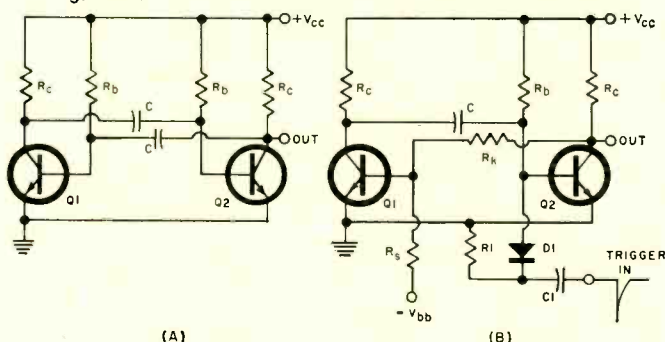 +Vcc
Rc
Rb
Rb
Rc
C
C
OUT
Q1
Q2
(A)
+Vcc
Rc
Rb
Rc
C
OUT
Rk
Q1
Q2
Rs
R1
D1
C1
TRIGGER
IN
-Vbb
(B)